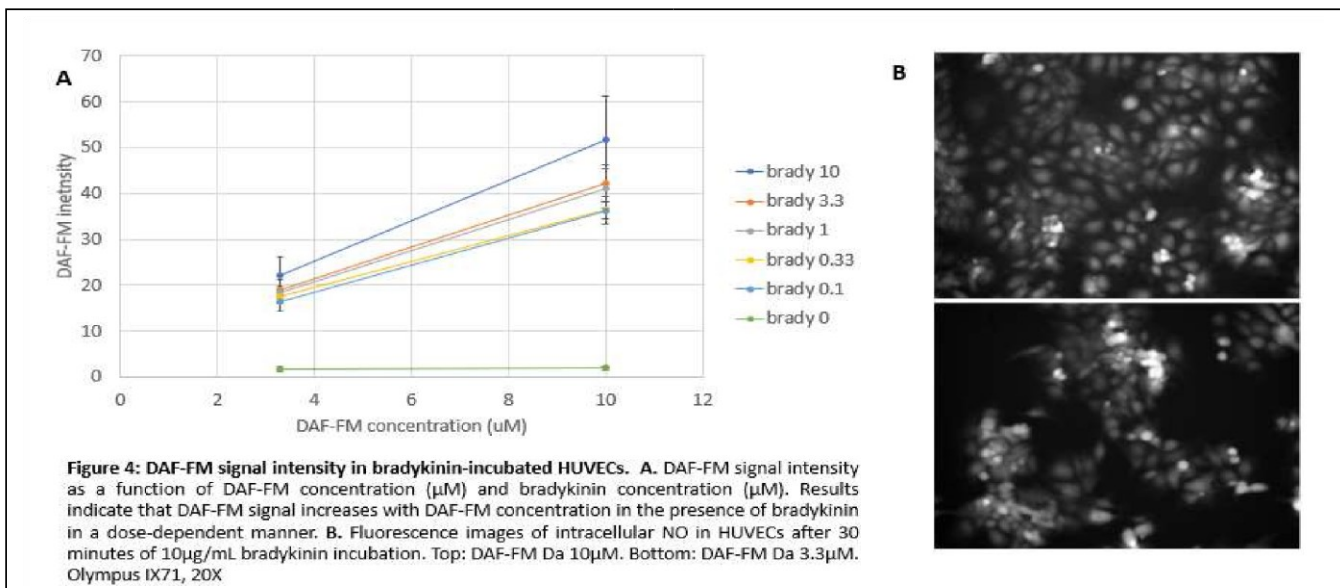 A
B
70
60
50
40
30
20
10
0
DAF-FM inetnsity
0 2 4 6 8 10 12
DAF-FM concentration (uM)
brady 10
brady 3.3
brady 1
brady 0.33
brady 0.1
brady 0
Figure 4: DAF-FM signal intensity in bradykinin-incubated HUVECs. A. DAF-FM signal intensity
as a function of DAF-FM concentration (µM) and bradykinin concentration (µM). Results
indicate that DAF-FM signal increases with DAF-FM concentration in the presence of bradykinin
in a dose-dependent manner. B. Fluorescence images of intracellular NO in HUVECs after 30
minutes of 10µg/mL bradykinin incubation. Top: DAF-FM Da 10µM. Bottom: DAF-FM Da 3.3µM.
Olympus IX71, 20X